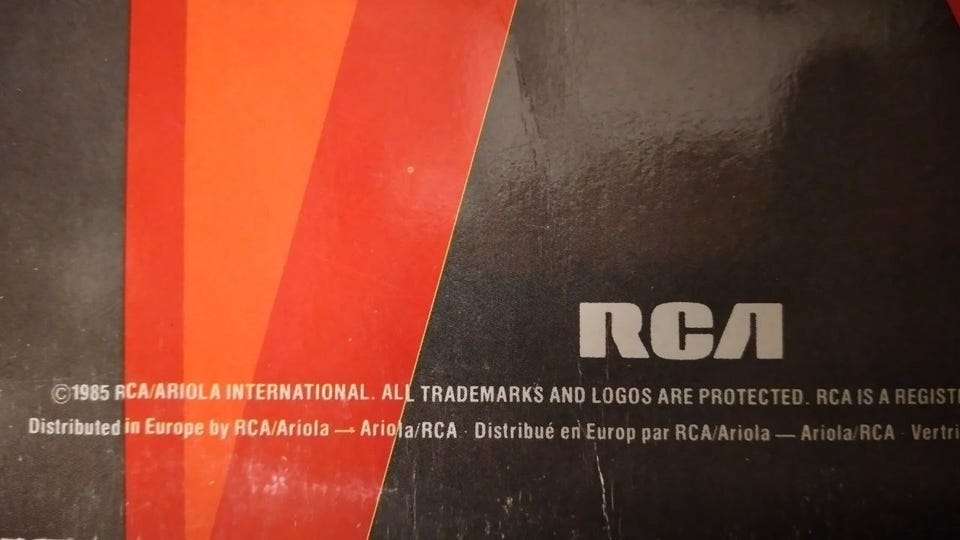 RCA
©1985 RCA/ARIOLA INTERNATIONAL. ALL TRADEMARKS AND LOGOS ARE PROTECTED. RCA IS A REGISTE
Distributed in Europe by RCA/Ariola — Ariola/RCA · Distribué en Europ par RCA/Ariola — Ariola/RCA · Vertri